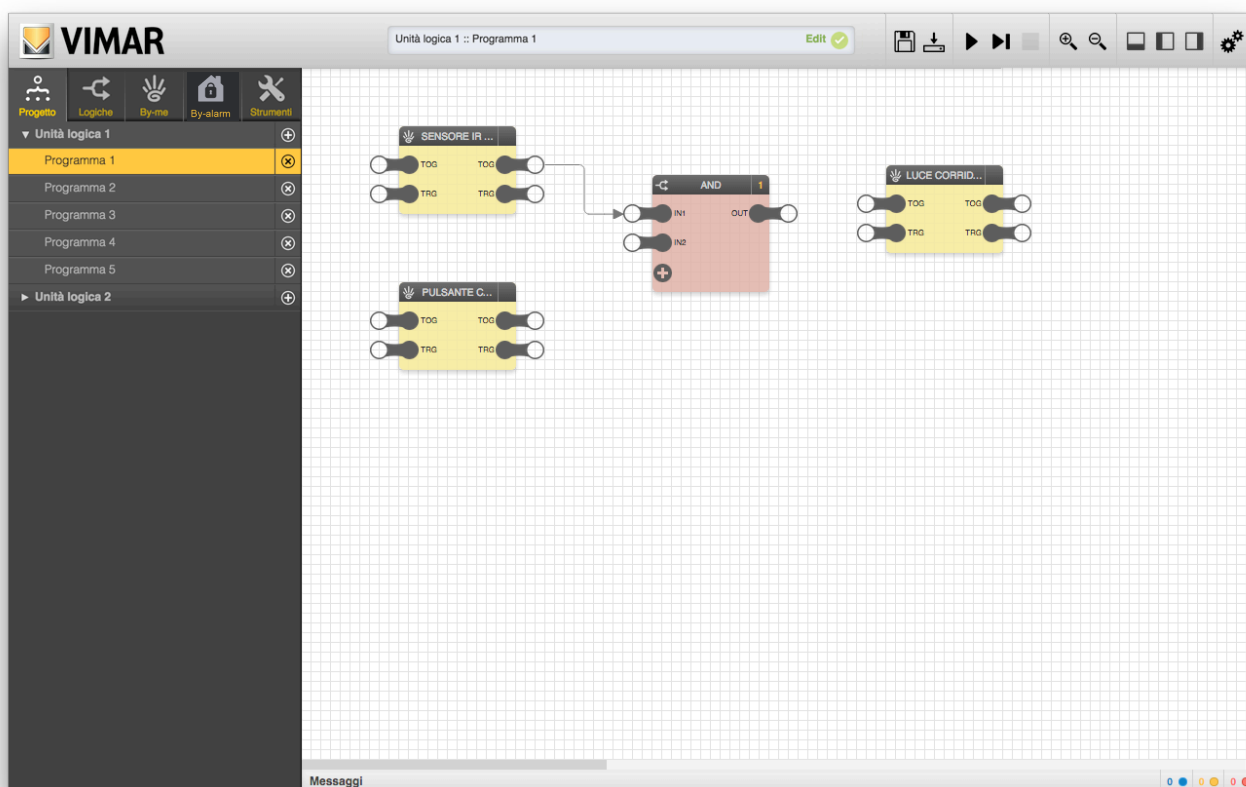 VIMAR
Unità logica 1 :: Programma 1
Edit
Progetto
Logiche
By-me
By-alarm
Strumenti
Unità logica 1
Programma 1
Programma 2
Programma 3
Programma 4
Programma 5
Unità logica 2
SENSORE IR ...
TOG TOG
TRG TRG
AND 1
IN1 OUT
IN2
LUCE CORRID...
TOG TOG
TRG TRG
PULSANTE C...
TOG TOG
TRG TRG
Messaggi
0 0 0